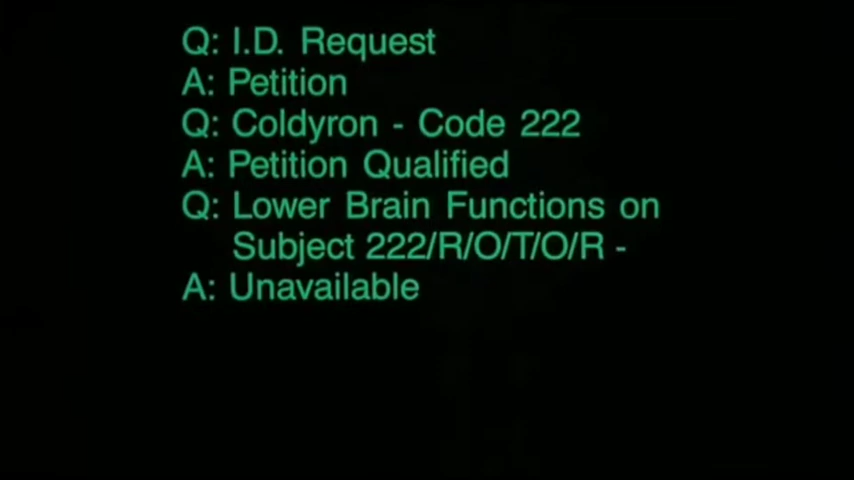 Q: I.D. Request
A: Petition
Q: Coldyron - Code 222
A: Petition Qualified
Q: Lower Brain Functions on
Subject 222/R/O/T/O/R -
A: Unavailable